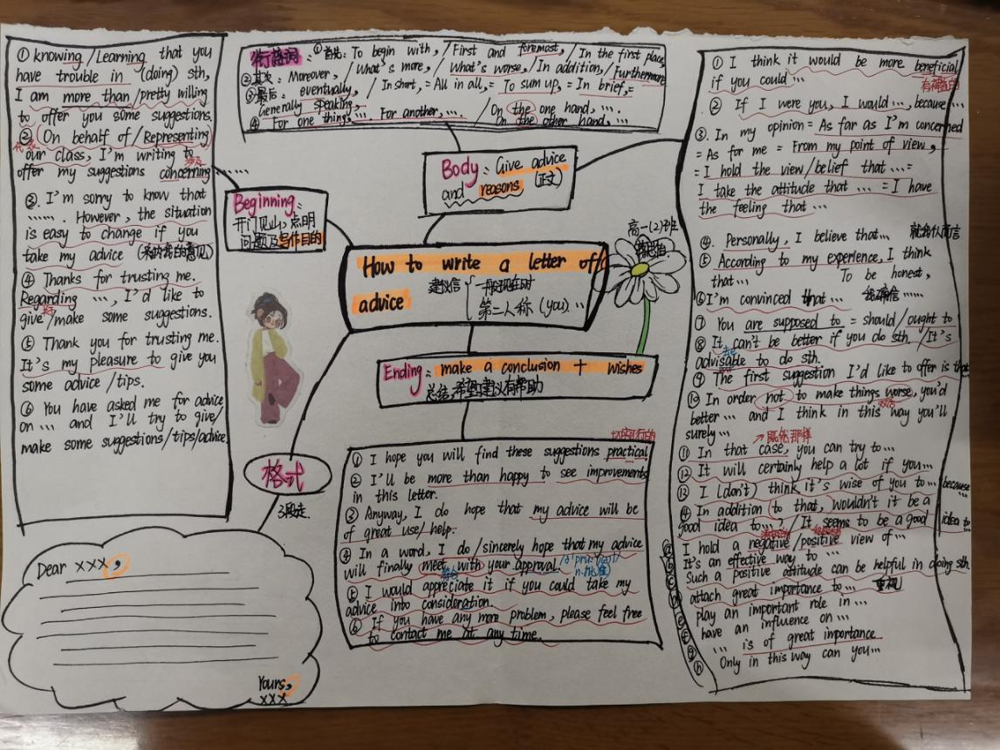 ① knowing/Learning that you
have trouble in (doing) sth,
I am more than/pretty willing
to offer you some suggestions.
② On behalf of/Representing
代表
our class, I'm writing to
涉及
offer my suggestions concerning ……
③. I'm sorry to know that
……. However, the situation
is easy to change if you
take my advice (采纳我的意见)
④ Thanks for trusting me.
Regarding …, I'd like to
give/make some suggestions.
⑤ Thank you for trusting me.
It's my pleasure to give you
some advice/tips.
⑥ You have asked me for advice
on … and I'll try to give/
make some suggestions/tips/advice.
衔接词: ①首先: To begin with, /First and foremost, /In the first place,
②其次: Moreover, /What's more, /What's worse, /In addition, /Furthermore
③最后: eventually, /In short, = All in all, = To sum up, = In brief, =
Generally speaking,
④ For one thing, … For another, …. /On the one hand, ….
On the other hand, ….
Body: Give advice
and reasons (正文)
Beginning:
开门见山,点明
问题及写作目的
高一(2)班
How to write a letter of
advice
建议信 { 一般现在时
第二人称 (you) ..
Ending: make a conclusion + wishes
总结,希望建议有帮助
格式
3段走.
Dear xxx,
Yours,
xxx
切实可行的
① I hope you will find these suggestions practical
② I'll be more than happy to see improvements
in this letter.
③ Anyway, I do hope that my advice will be
of great use/help.
④ In a word, I do/sincerely hope that my advice
will finally meet with your approval.
符合
n.批准
⑤ I would appreciate it if you could take my
advice into consideration.
⑥ If you have any more problem, please feel free
to contact me at any time.
① I think it would be more beneficial
有益的
if you could …
② If I were you, I would …, because …
③. In my opinion = As far as I'm concerned
= As for me = From my point of view,
= I hold the view/belief that … =
I take the attitude that … = I have
the feeling that …
④. Personally, I believe that… 就我个人而言
⑤ According to my experience, I think
that… To be honest,
⑥ I'm convinced that … 我确信 ……
⑦ You are supposed to = should/ought to
⑧ It can't be better if you do sth. /It's
advisable to do sth.
⑨ The first suggestion I'd like to offer is that
⑩ In order not to make things worse, you'd
better … and I think in this way you'll
surely …
既然那样
⑪ In that case, you can try to …
⑫ It will certainly help a lot if you …
⑬ I (don't) think it's wise of you to … because
⑭ In addition to that, wouldn't it be a
good idea to…? /It seems to be a good idea to…
I hold a negative/positive view of …
It's an effective way to …
Such a positive attitude can be helpful in doing sth
attach great importance to … 重视
play an important role in …
have an influence on …
… is of great importance
Only in this way can you …